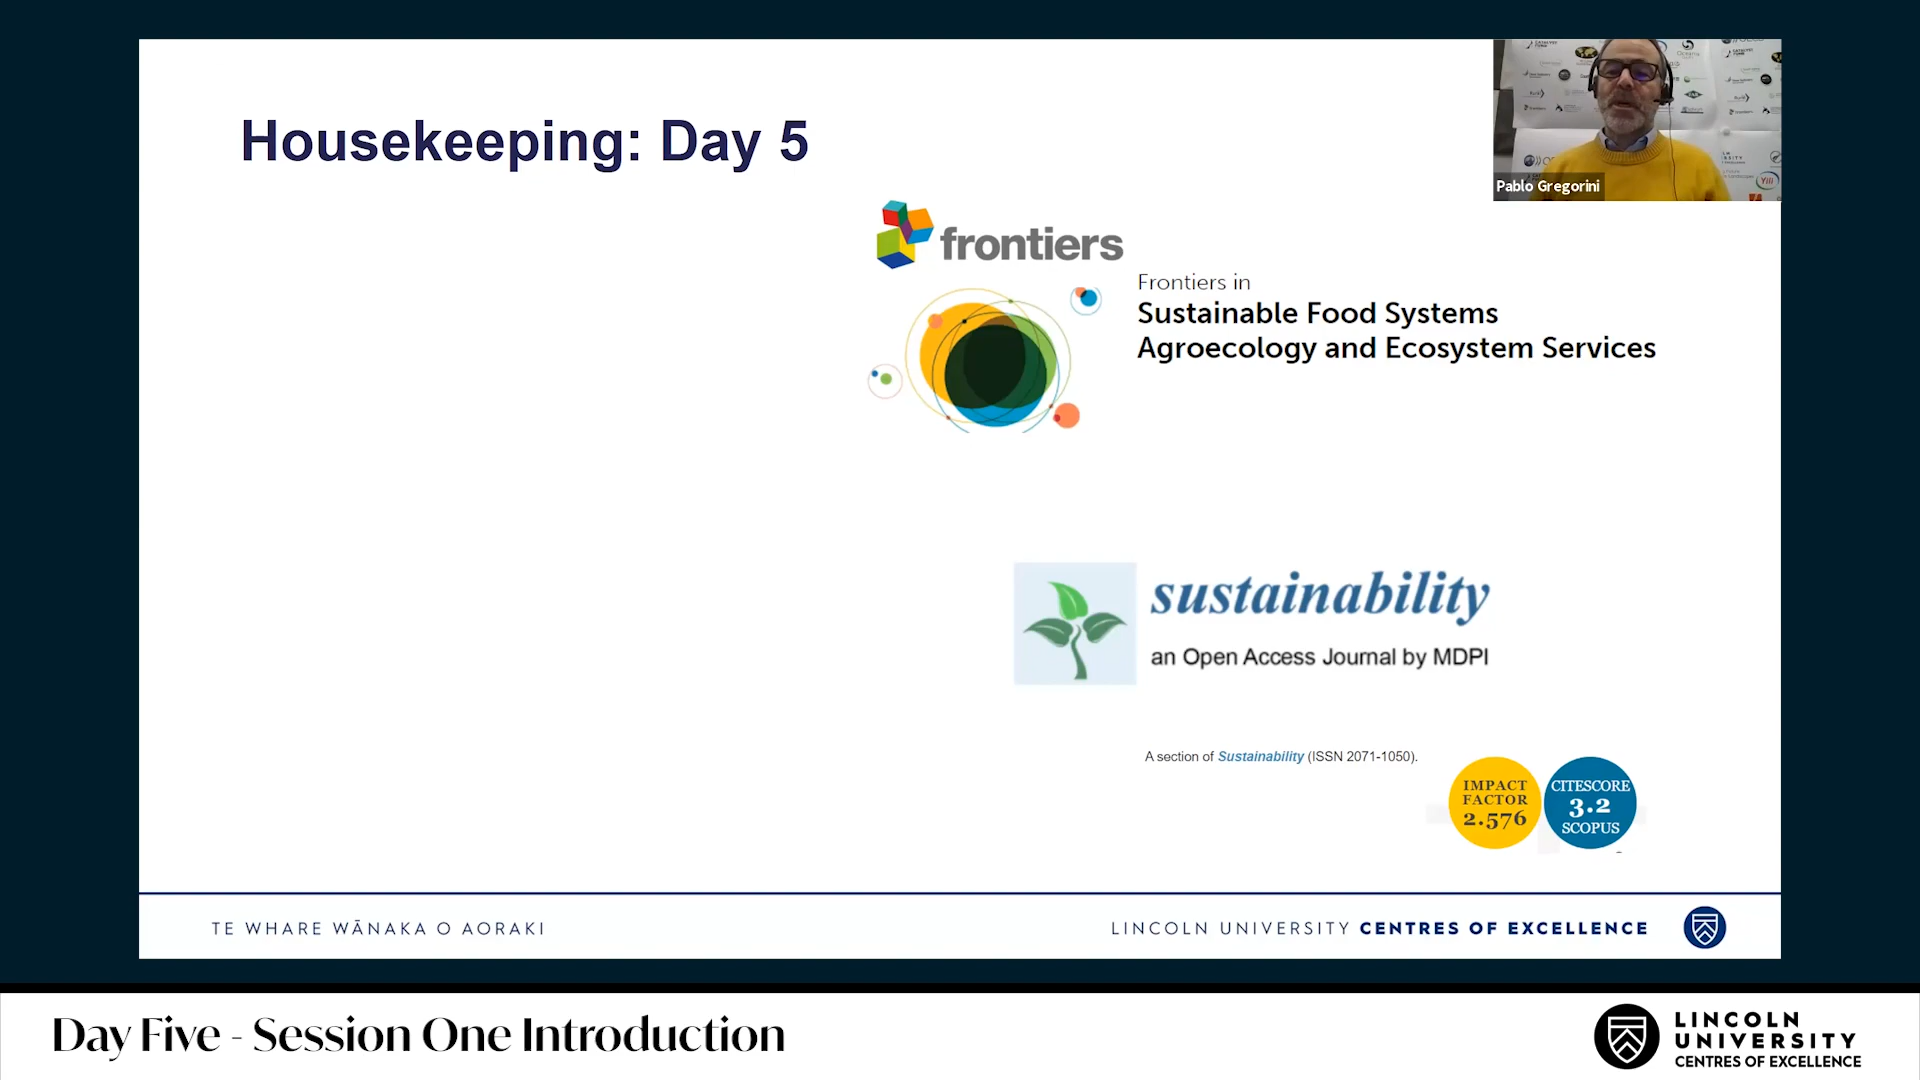 Housekeeping: Day 5
Pablo Gregorini
frontiers
Frontiers in
Sustainable Food Systems
Agroecology and Ecosystem Services
sustainability
an Open Access Journal by MDPI
A section of Sustainability (ISSN 2071-1050).
IMPACT
FACTOR
2.576
CITESCORE
3.2
SCOPUS
TE WHARE WĀNAKA O AORAKI
LINCOLN UNIVERSITY CENTRES OF EXCELLENCE
Day Five - Session One Introduction
LINCOLN
UNIVERSITY
CENTRES OF EXCELLENCE